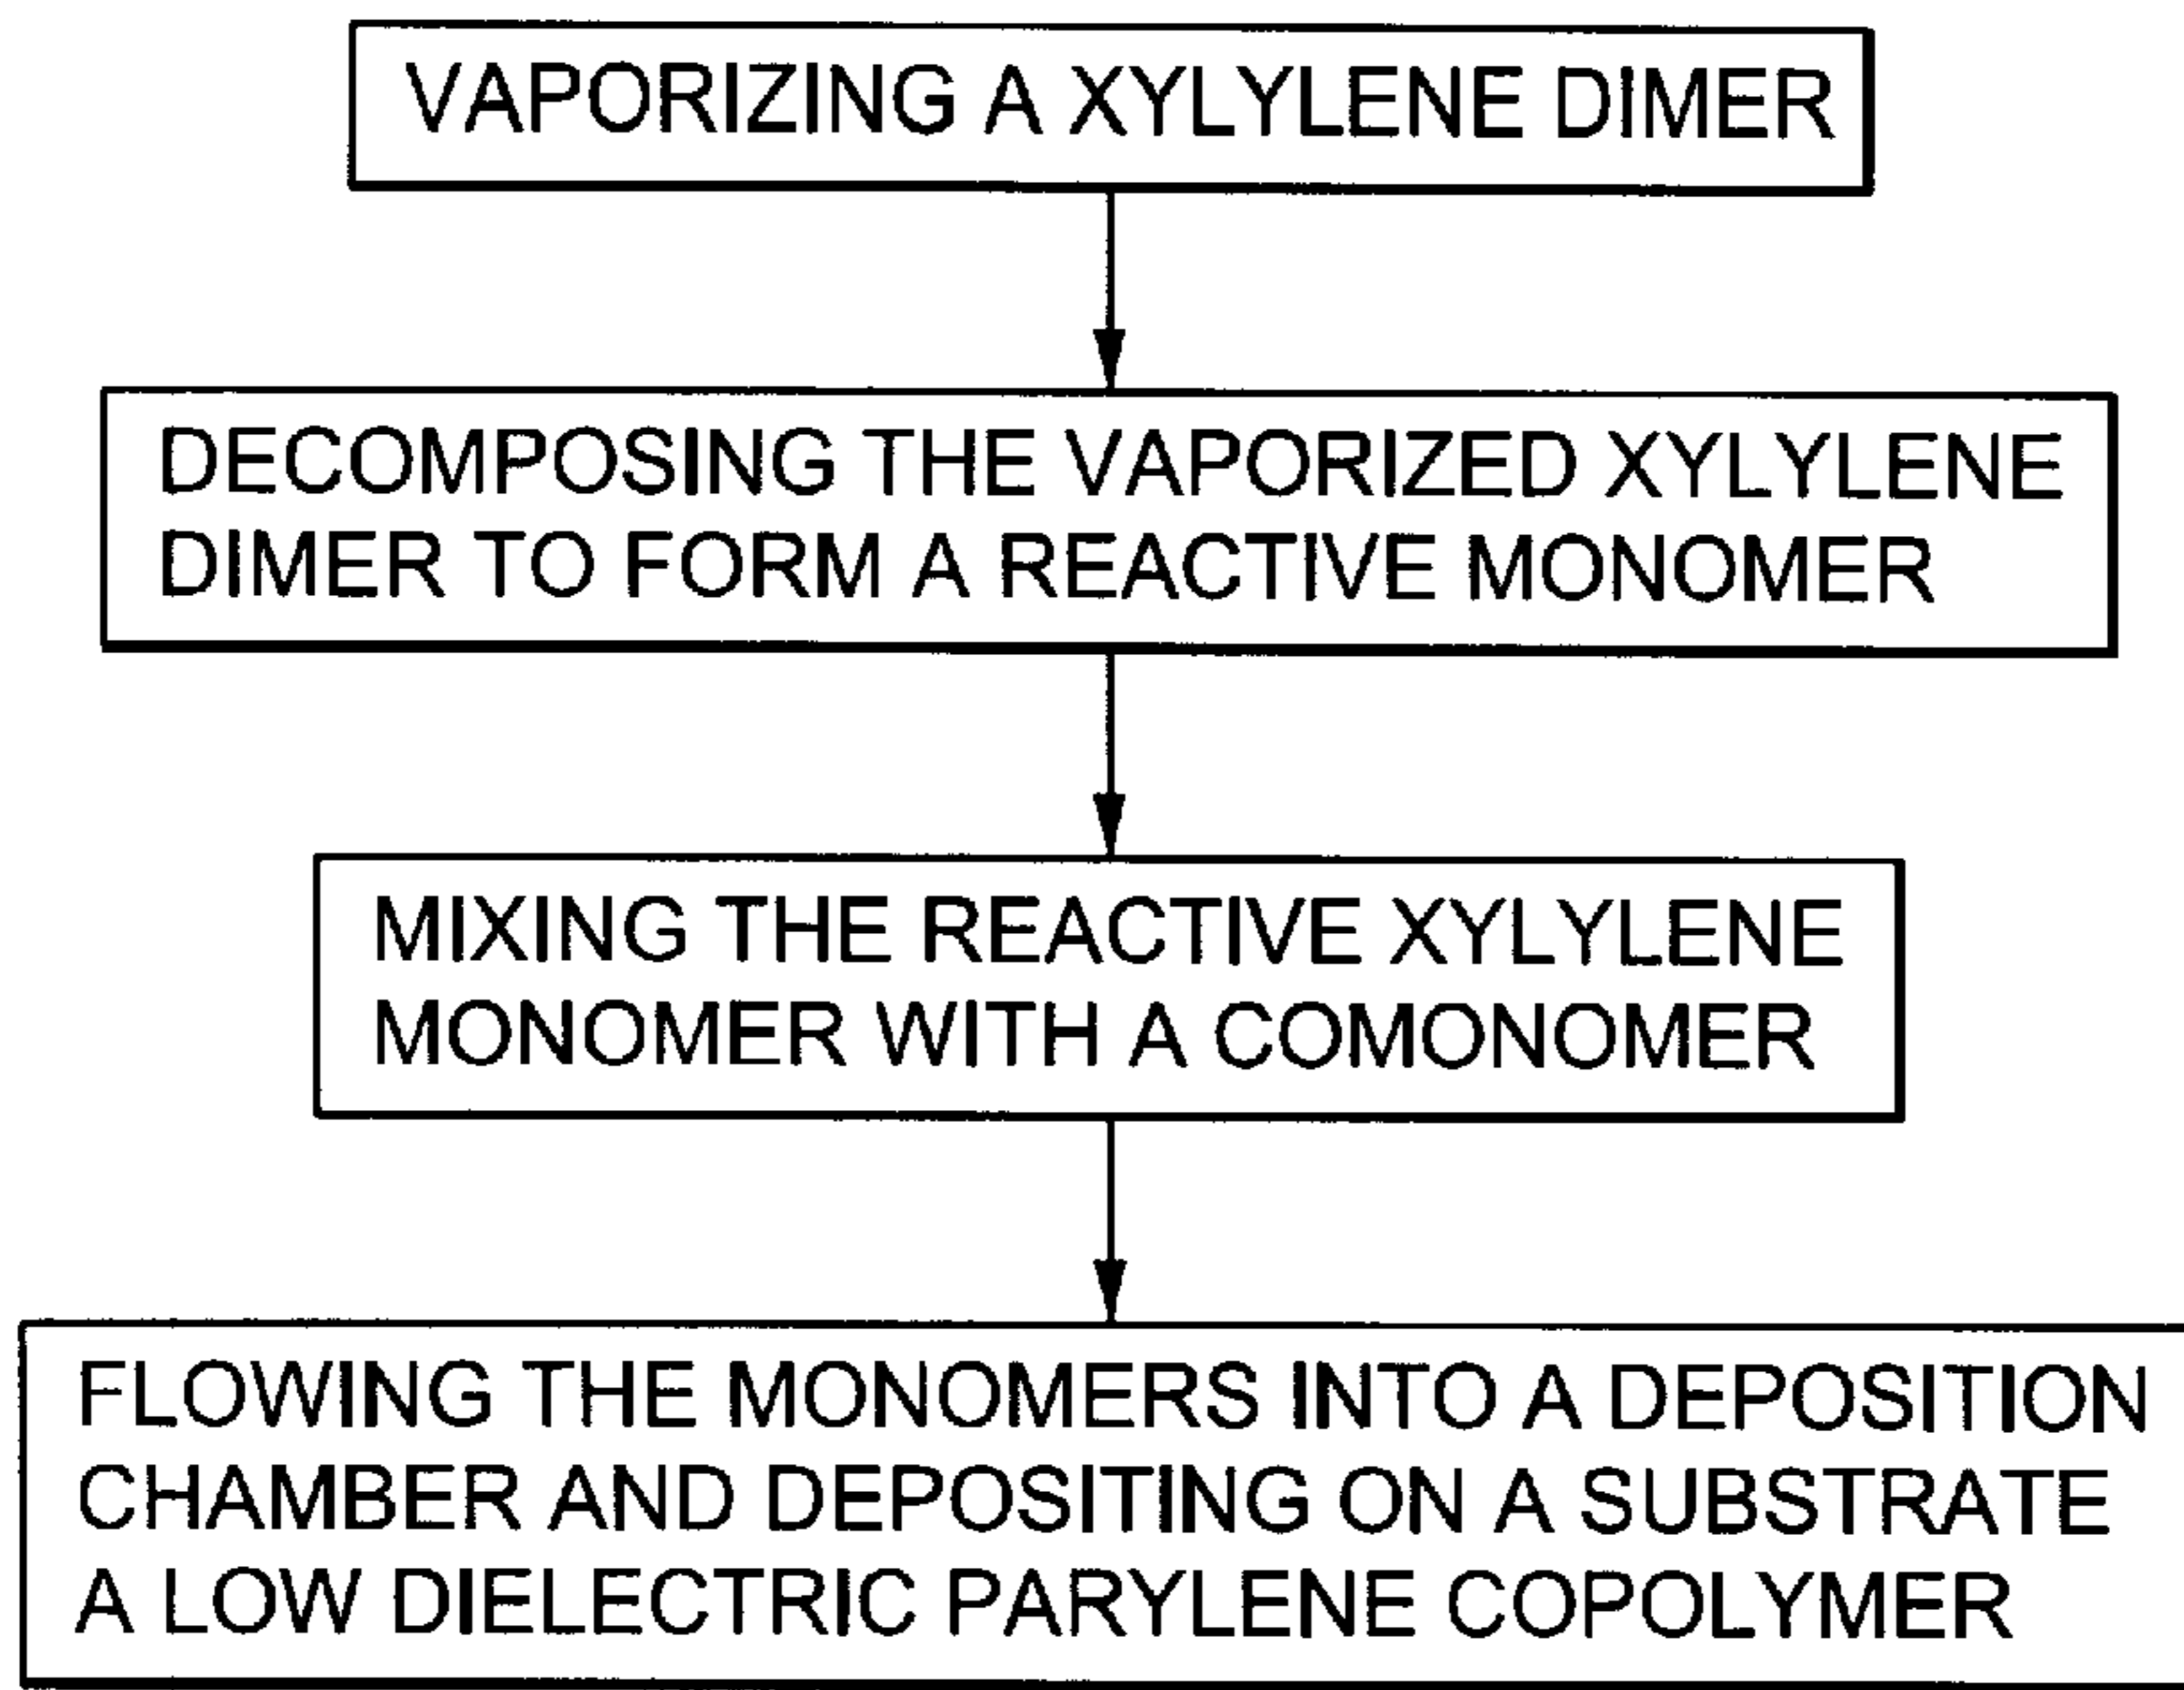 VAPORIZING A XYLYLENE DIMER
DECOMPOSING THE VAPORIZED XYLYLENE
DIMER TO FORM A REACTIVE MONOMER
MIXING THE REACTIVE XYLYLENE
MONOMER WITH A COMONOMER
FLOWING THE MONOMERS INTO A DEPOSITION
CHAMBER AND DEPOSITING ON A SUBSTRATE
A LOW DIELECTRIC PARYLENE COPOLYMER